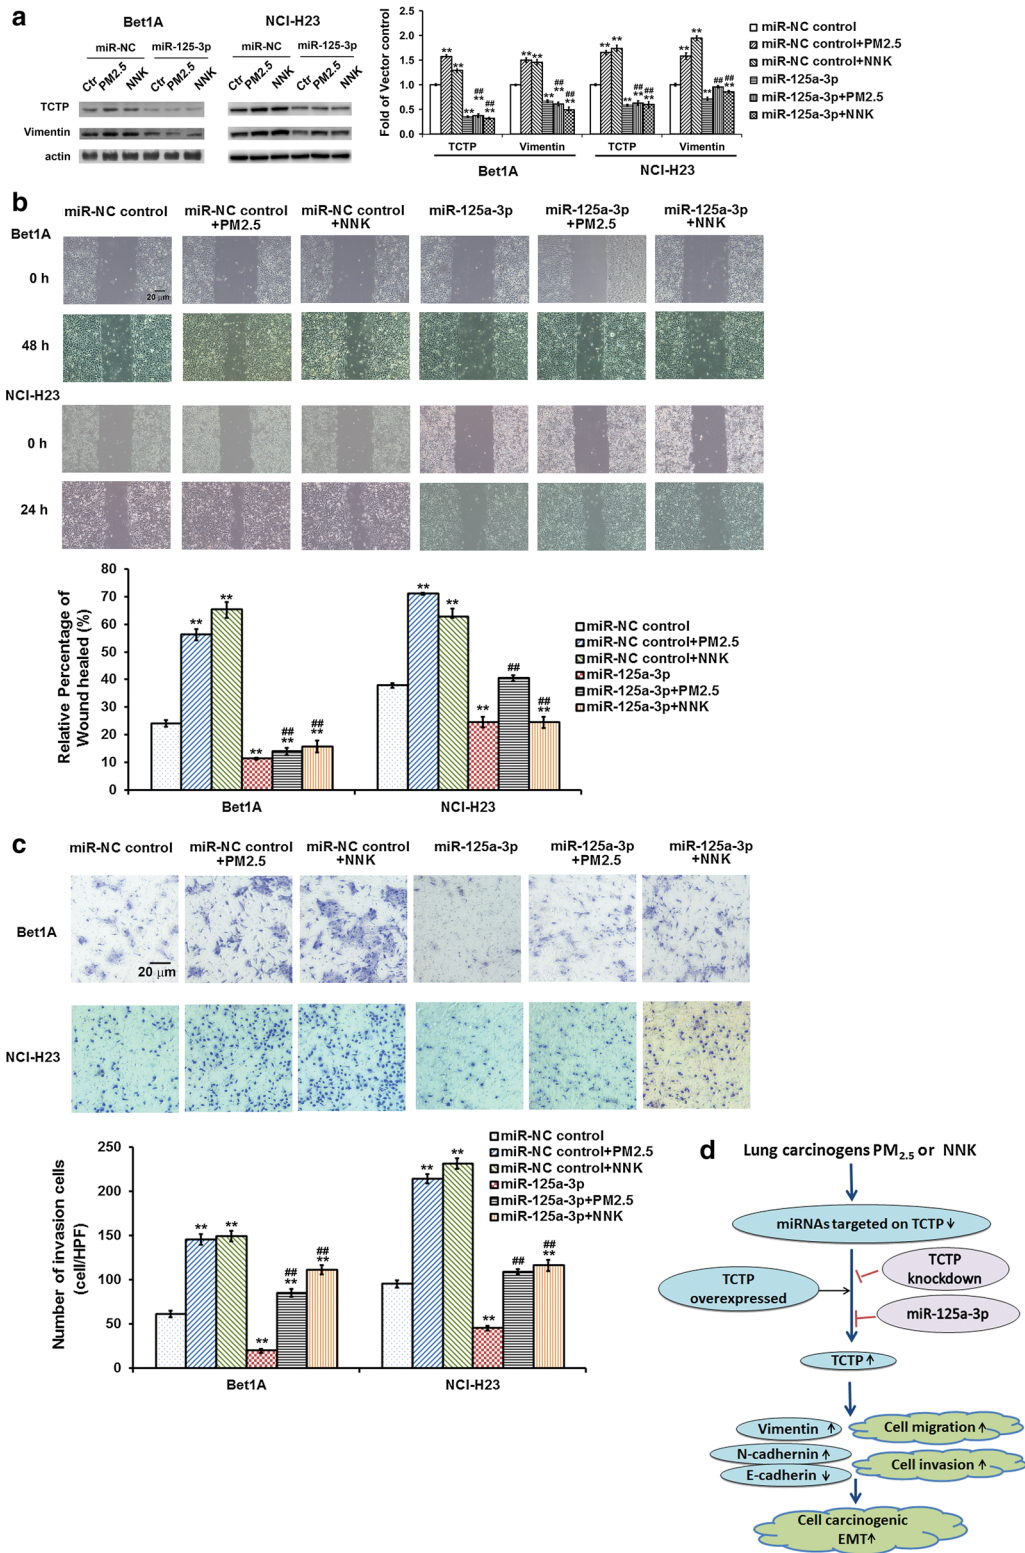 a
Bet1A
NCI-H23
miR-NC
miR-125-3p
miR-NC
miR-125-3p
Ctr
PM2.5
NNK
Ctr
PM2.5
NNK
Ctr
PM2.5
NNK
Ctr
PM2.5
NNK
TCTP
Vimentin
actin
Fold of Vector control
2.5
2.0
1.5
1.0
0.5
0.0
** ** ** ## ** ## **
** ** ** ## ** ## **
** ** ** ## ** ## **
** ** ** ## ## **
TCTP
Vimentin
TCTP
Vimentin
Bet1A
NCI-H23
miR-NC control
miR-NC control+PM2.5
miR-NC control+NNK
miR-125a-3p
miR-125a-3p+PM2.5
miR-125a-3p+NNK
b
miR-NC control
miR-NC control
+PM2.5
miR-NC control
+NNK
miR-125a-3p
miR-125a-3p
+PM2.5
miR-125a-3p
+NNK
Bet1A
0 h
20 μm
48 h
NCI-H23
0 h
24 h
Relative Percentage of
Wound healed (%)
80
70
60
50
40
30
20
10
0
** ** ** ## ** ## **
** ** ** ## ## **
Bet1A
NCI-H23
miR-NC control
miR-NC control+PM2.5
miR-NC control+NNK
miR-125a-3p
miR-125a-3p+PM2.5
miR-125a-3p+NNK
c
miR-NC control
miR-NC control
+PM2.5
miR-NC control
+NNK
miR-125a-3p
miR-125a-3p
+PM2.5
miR-125a-3p
+NNK
Bet1A
20 μm
NCI-H23
Number of invasion cells
(cell/HPF)
250
200
150
100
50
0
** ** ** ## ** ## **
** ** ** ## ## **
Bet1A
NCI-H23
miR-NC control
miR-NC control+PM2.5
miR-NC control+NNK
miR-125a-3p
miR-125a-3p+PM2.5
miR-125a-3p+NNK
d
Lung carcinogens PM2.5 or NNK
miRNAs targeted on TCTP↓
TCTP
overexpressed
TCTP
knockdown
miR-125a-3p
TCTP↑
Vimentin ↑
Cell migration↑
N-cadhernin↑
E-cadherin ↓
Cell invasion↑
Cell carcinogenic
EMT↑